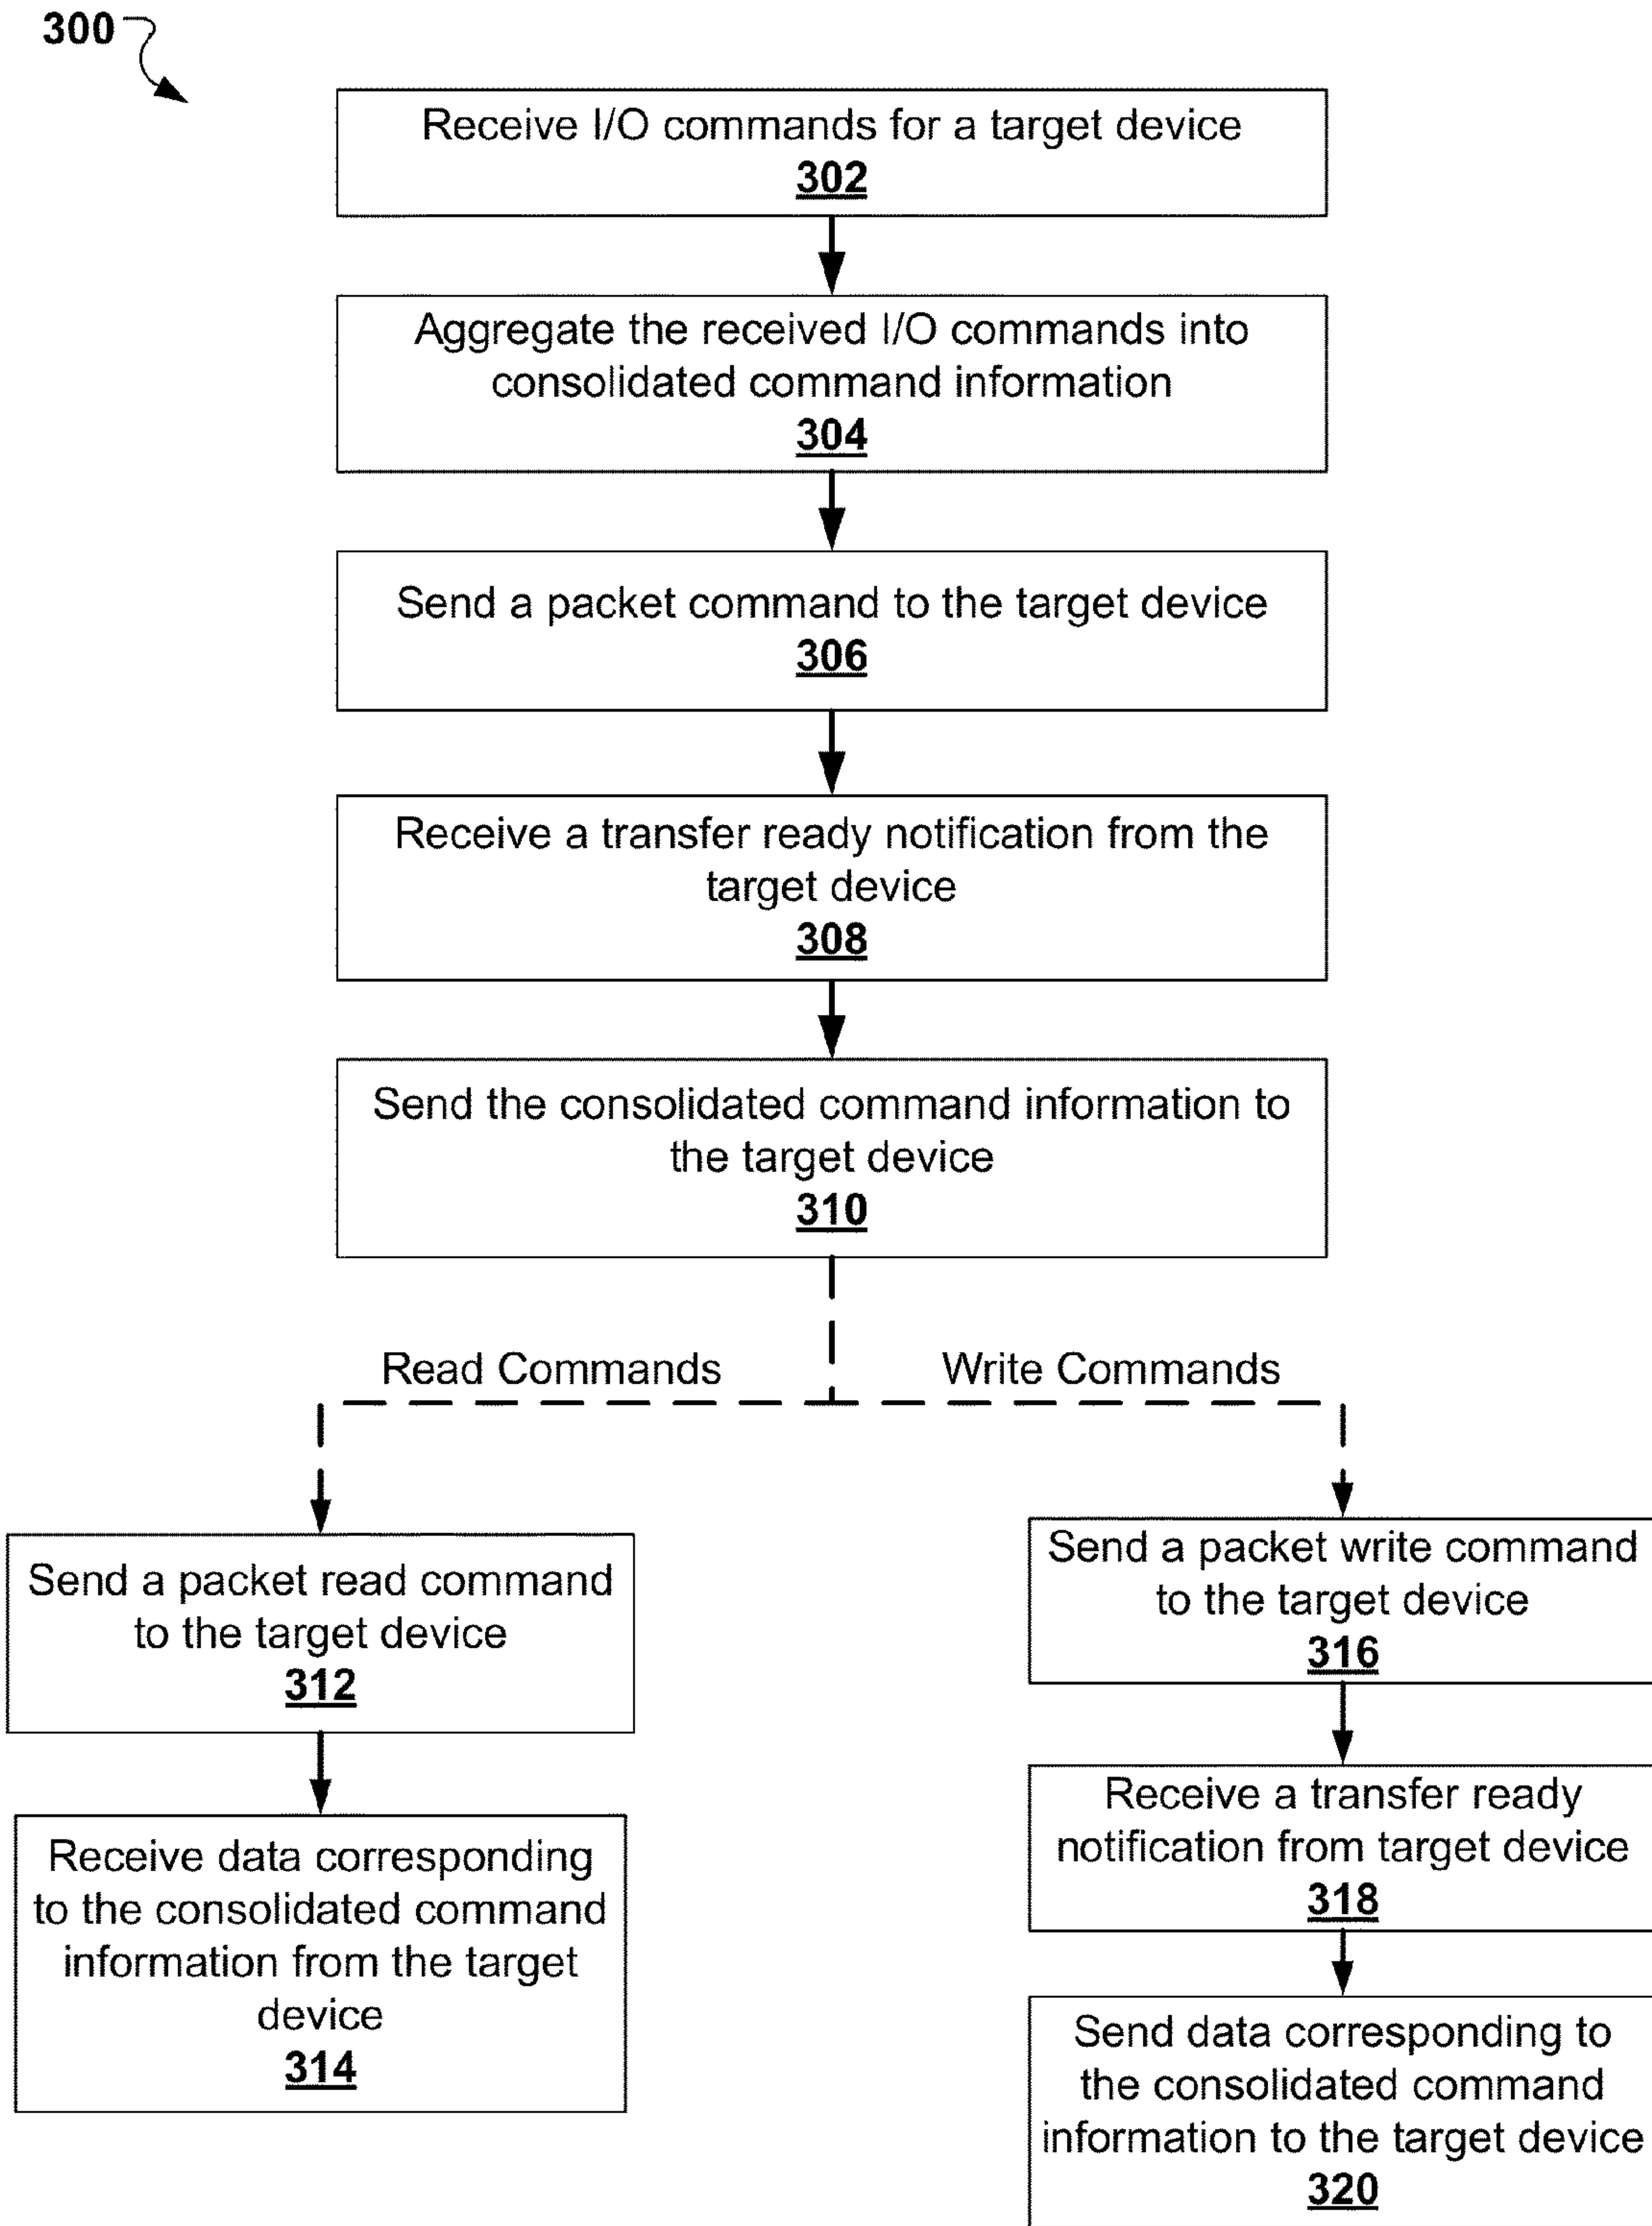 300
Receive I/O commands for a target device
302
Aggregate the received I/O commands into
consolidated command information
304
Send a packet command to the target device
306
Receive a transfer ready notification from the
target device
308
Send the consolidated command information to
the target device
310
Read Commands
Write Commands
Send a packet read command
to the target device
312
Receive data corresponding
to the consolidated command
information from the target
device
314
Send a packet write command
to the target device
316
Receive a transfer ready
notification from target device
318
Send data corresponding to
the consolidated command
information to the target device
320